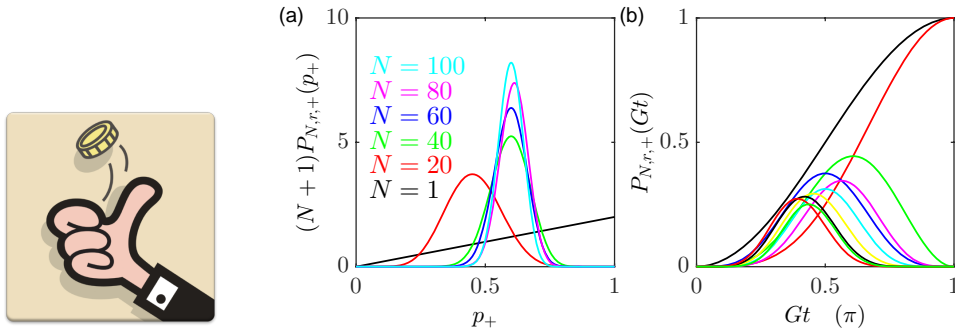 (a)
(N + 1)P_{N,r,+}(p_+)
10
5
0
N = 100
N = 80
N = 60
N = 40
N = 20
N = 1
0
0.5
1
p_+
(b)
P_{N,r,+}(Gt)
1
0.5
0
0
0.5
1
Gt (π)